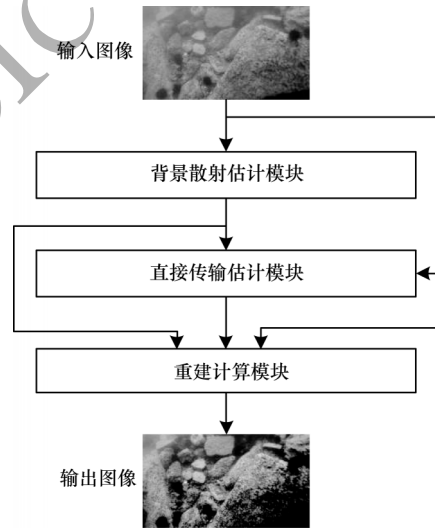 输入图像
背景散射估计模块
直接传输估计模块
重建计算模块
输出图像